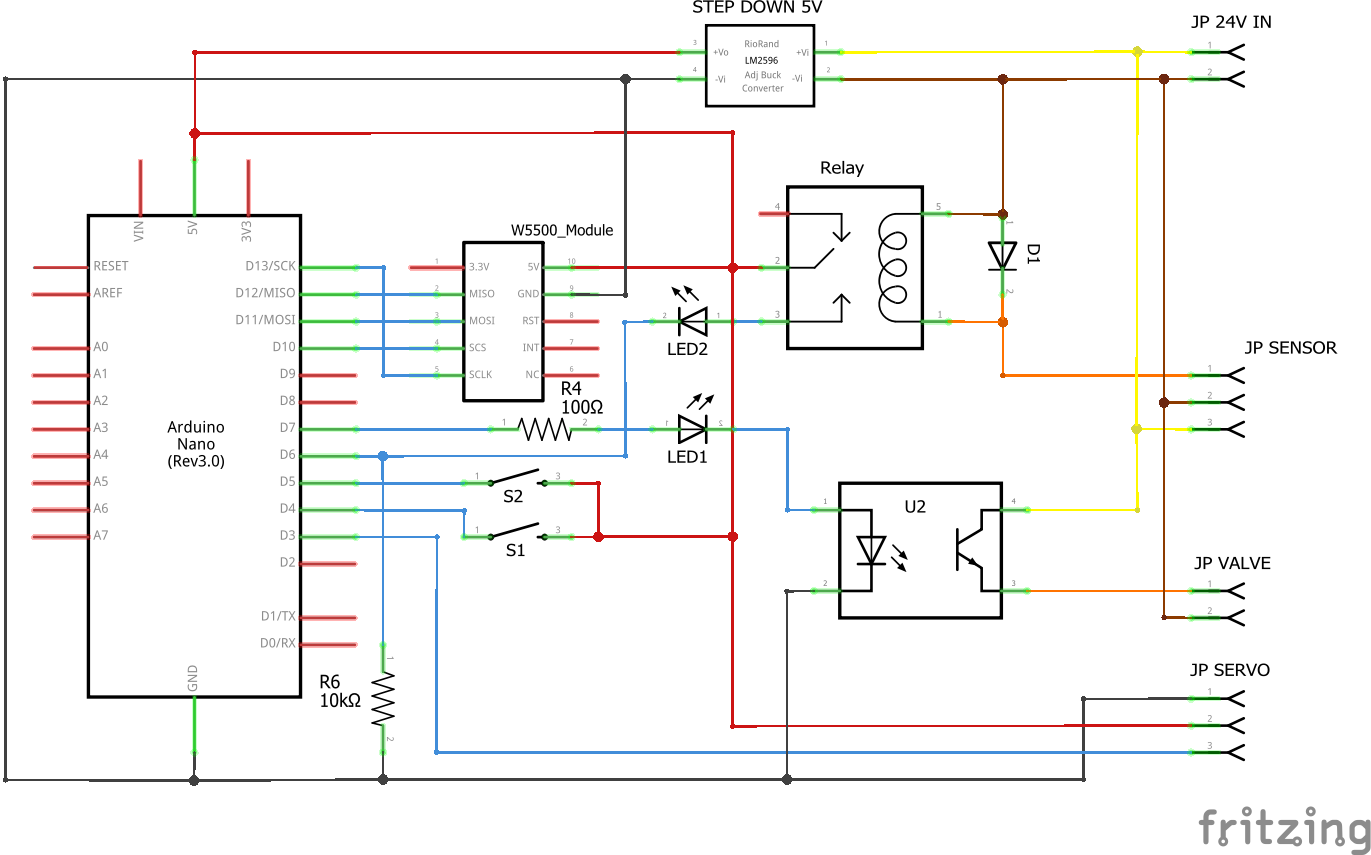 STEP DOWN 5V
JP 24V IN
3 +Vo RioRand +Vi 1
LM2596
4 -Vi Adj Buck -Vi 2
Converter
1
2
Relay
4 5
2
3 1
1 D1 2
VIN 5V 3V3
RESET
AREF
A0
A1
A2
A3
A4
A5
A6
A7
Arduino
Nano
(Rev3.0)
D13/SCK
D12/MISO
D11/MOSI
D10
D9
D8
D7
D6
D5
D4
D3
D2
D1/TX
D0/RX
GND
W5500_Module
1 3.3V 5V 10
2 MISO GND 9
3 MOSI RST 8
4 SCS INT 7
5 SCLK NC 6
2 1
LED2
R4
100Ω
1 2
1 2
LED1
1 3
S2
1 3
S1
U2
1 4
2 3
JP SENSOR
1
2
3
JP VALVE
1
2
JP SERVO
1
2
3
R6
10kΩ
1
2
fritzing